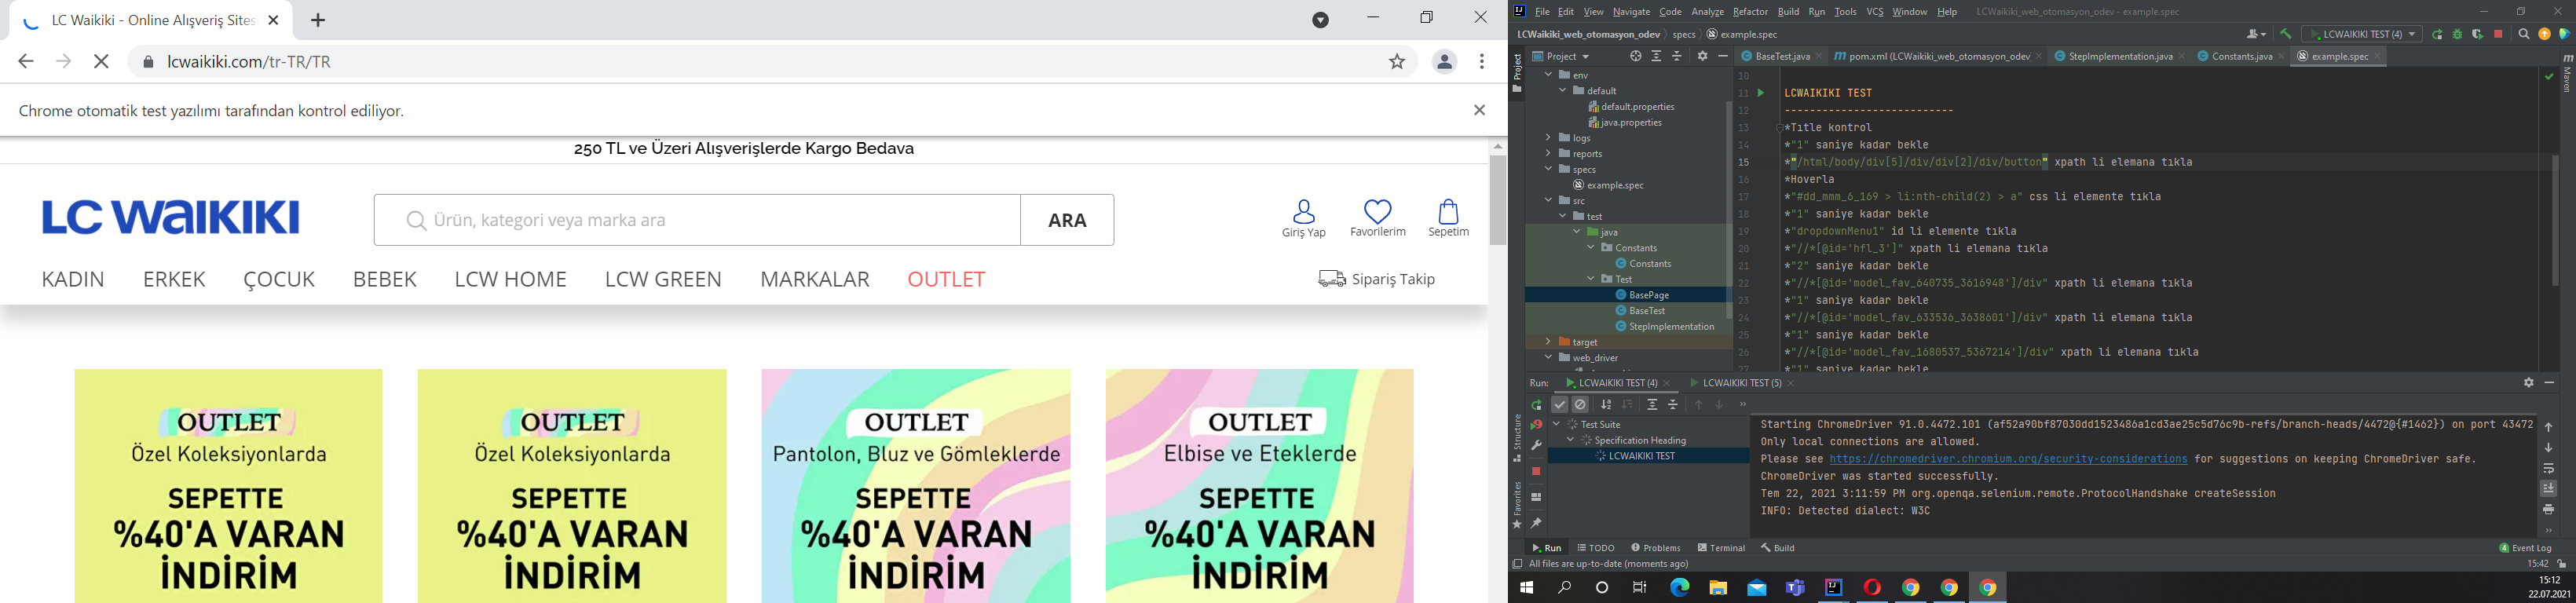 LC Waikiki - Online Alışveriş Sites
lcwaikiki.com/tr-TR/TR
Chrome otomatik test yazılımı tarafından kontrol ediliyor.
250 TL ve Üzeri Alışverişlerde Kargo Bedava
LC WAIKIKI
Ürün, kategori veya marka ara
ARA
Giriş Yap
Favorilerim
Sepetim
KADIN ERKEK ÇOCUK BEBEK LCW HOME LCW GREEN MARKALAR OUTLET
Sipariş Takip
OUTLET
Özel Koleksiyonlarda
SEPETTE
%40'A VARAN
İNDİRİM
OUTLET
Özel Koleksiyonlarda
SEPETTE
%40'A VARAN
İNDİRİM
OUTLET
Pantolon, Bluz ve Gömleklerde
SEPETTE
%40'A VARAN
İNDİRİM
OUTLET
Elbise ve Eteklerde
SEPETTE
%40'A VARAN
İNDİRİM
File Edit View Navigate Code Analyze Refactor Build Run Tools VCS Window Help LCWaikiki_web_otomasyon_odev - example.spec
LCWaikiki_web_otomasyon_odev specs example.spec
LCWAIKIKI TEST (4)
Project
Project
env
default
default.properties
java.properties
logs
reports
specs
example.spec
src
test
java
Constants
Constants
Test
BasePage
BaseTest
StepImplementation
target
web_driver
BaseTest.java pom.xml (LCWaikiki_web_otomasyon_odev) StepImplementation.java Constants.java example.spec
Maven
10
11 LCWAIKIKI TEST
12 ---------------------------
13 *Tıtle kontrol
14 *"1" saniye kadar bekle
15 *"/html/body/div[5]/div/div[2]/div/button" xpath li elemana tıkla
16 *Hoverla
17 *"#dd_mmm_6_169 > li:nth-child(2) > a" css li elemente tıkla
18 *"1" saniye kadar bekle
19 *"dropdownMenu1" id li elemente tıkla
20 *"//*[@id='hfl_3']" xpath li elemana tıkla
21 *"2" saniye kadar bekle
22 *"//*[@id='model_fav_640735_3616948']/div" xpath li elemana tıkla
23 *"1" saniye kadar bekle
24 *"//*[@id='model_fav_633536_3638601']/div" xpath li elemana tıkla
25 *"1" saniye kadar bekle
26 *"//*[@id='model_fav_1680537_5367214']/div" xpath li elemana tıkla
27 *"1" saniye kadar bekle
Run: LCWAIKIKI TEST (4) LCWAIKIKI TEST (5)
Structure
Favorites
Test Suite
Specification Heading
LCWAIKIKI TEST
Starting ChromeDriver 91.0.4472.101 (af52a90bf87030dd1523486a1cd3ae25c5d76c9b-refs/branch-heads/4472@{#1462}) on port 43472
Only local connections are allowed.
Please see https://chromedriver.chromium.org/security-considerations for suggestions on keeping ChromeDriver safe.
ChromeDriver was started successfully.
Tem 22, 2021 3:11:59 PM org.openqa.selenium.remote.ProtocolHandshake createSession
INFO: Detected dialect: W3C
Run TODO Problems Terminal Build
4 Event Log
All files are up-to-date (moments ago)
15:42
15:12
22.07.2021